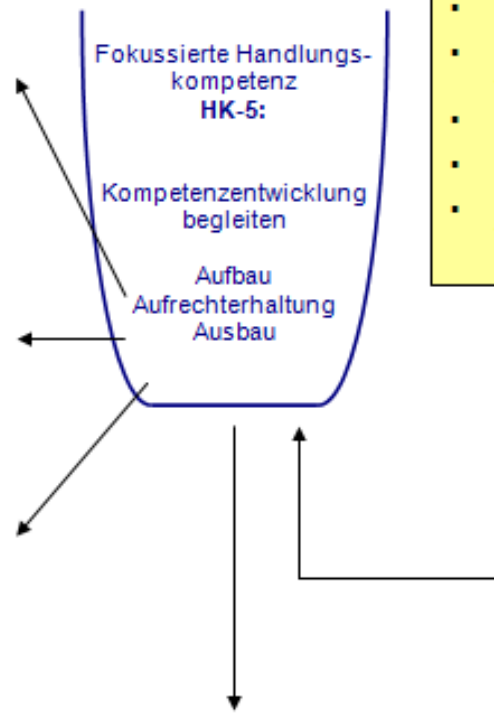 Fokussierte Handlungs-
kompetenz
HK-5:
Kompetenzentwicklung
begleiten
Aufbau
Aufrechterhaltung
Ausbau